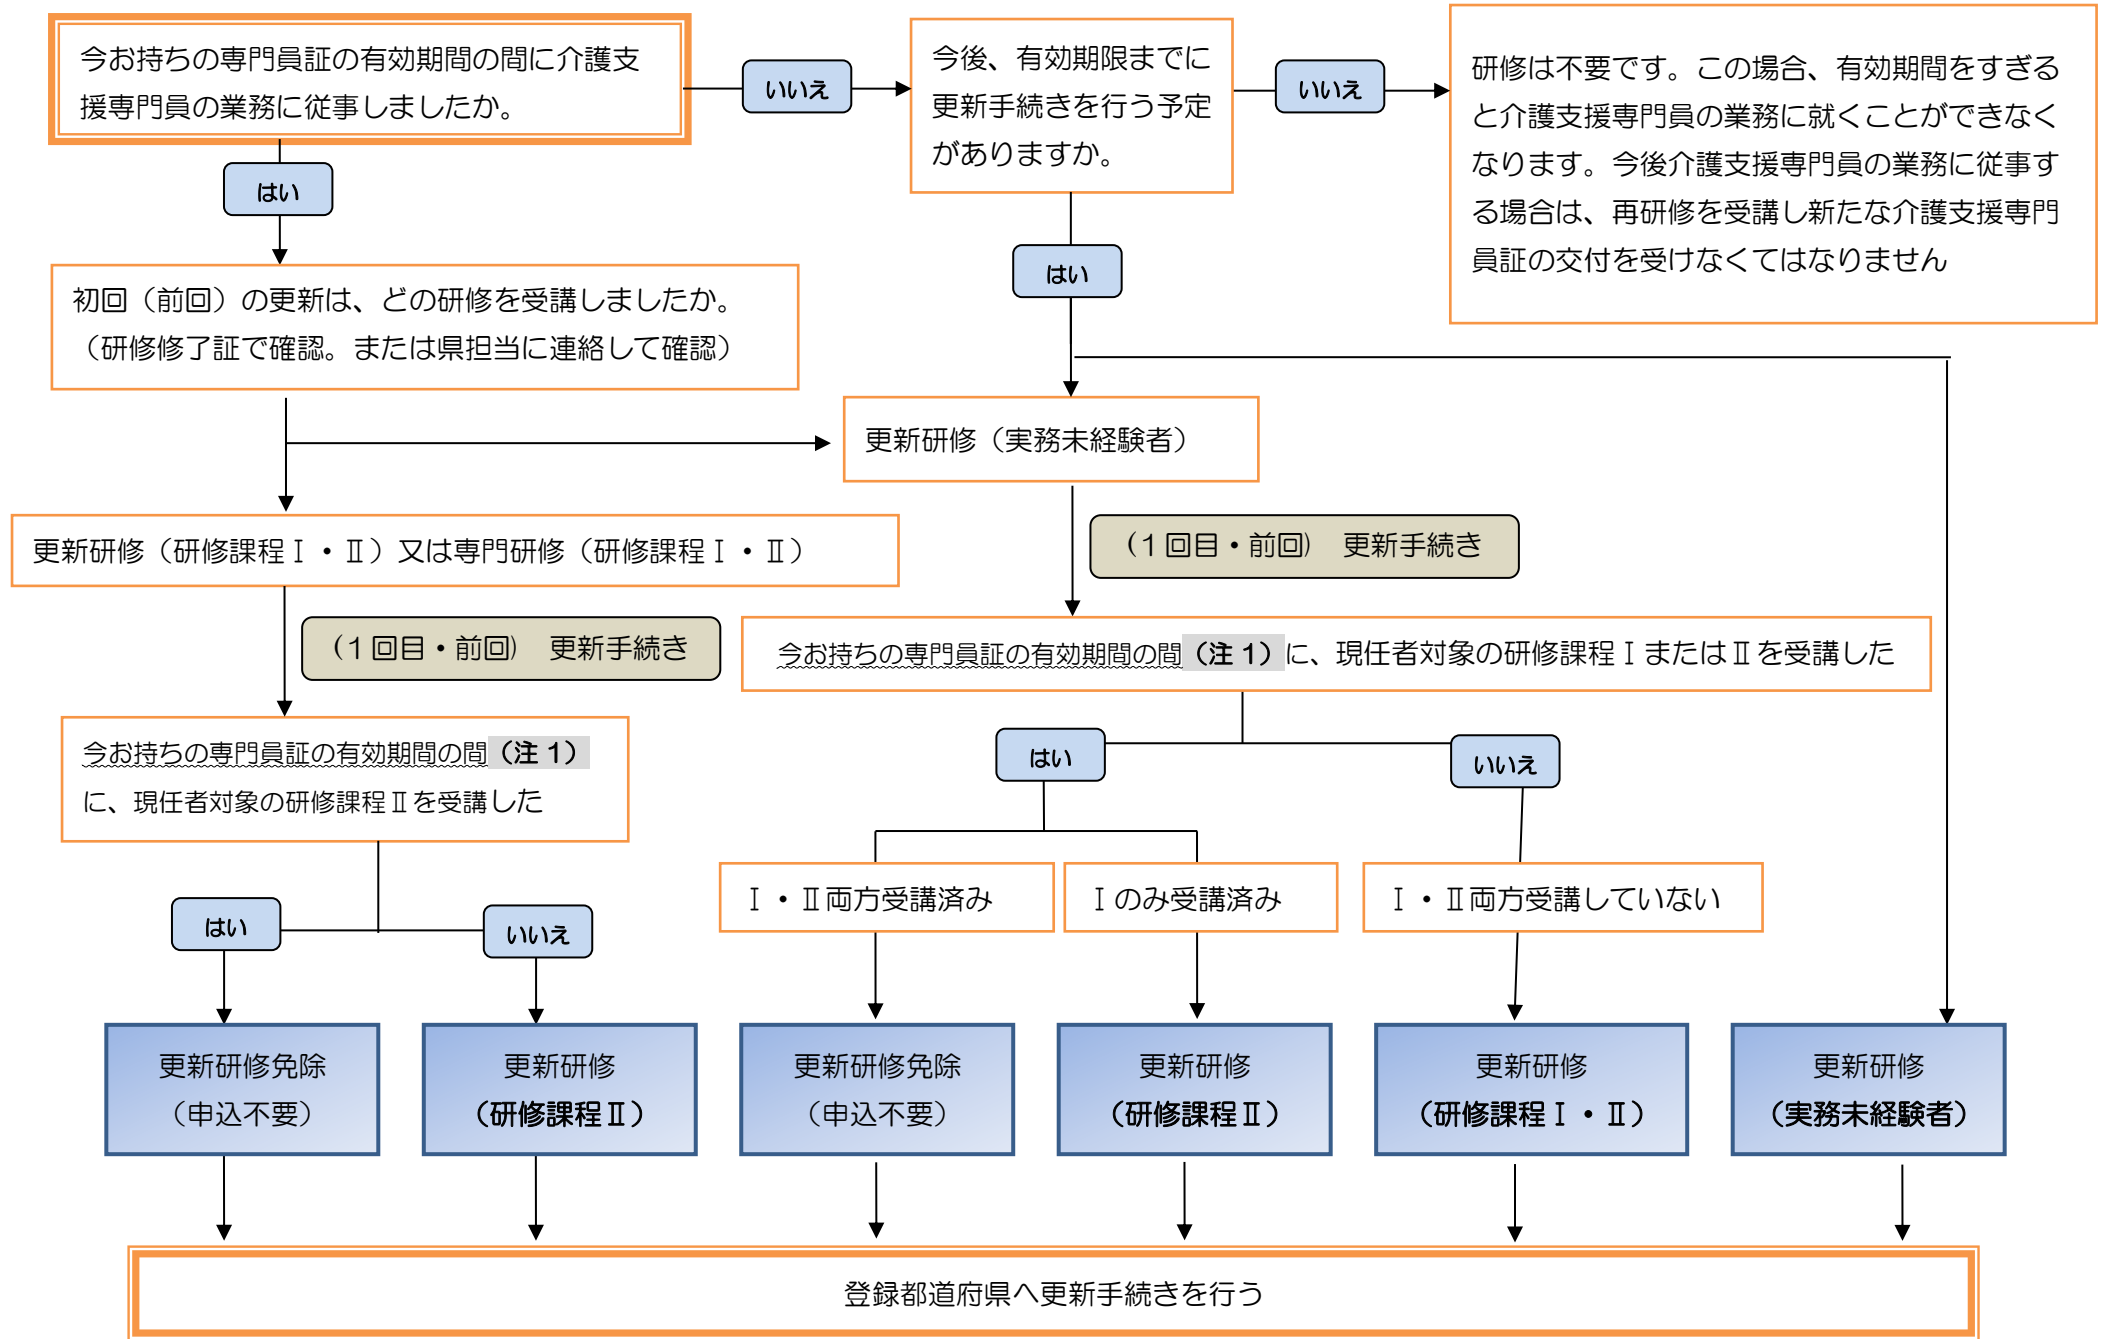 今お持ちの専門員証の有効期間の間に介護支
援専門員の業務に従事しましたか。
いいえ
今後、有効期限までに
更新手続きを行う予定
がありますか。
いいえ
研修は不要です。この場合、有効期間をすぎる
と介護支援専門員の業務に就くことができなく
なります。今後介護支援専門員の業務に従事す
る場合は、再研修を受講し新たな介護支援専門
員証の交付を受けなくてはなりません
はい
はい
初回（前回）の更新は、どの研修を受講しましたか。
（研修修了証で確認。または県担当に連絡して確認）
更新研修（実務未経験者）
更新研修（研修課程Ⅰ・Ⅱ）又は専門研修（研修課程Ⅰ・Ⅱ）
（１回目・前回）　更新手続き
（１回目・前回）　更新手続き
今お持ちの専門員証の有効期間の間（注１）に、現任者対象の研修課程ⅠまたはⅡを受講した
今お持ちの専門員証の有効期間の間（注１）
に、現任者対象の研修課程Ⅱを受講した
はい
いいえ
Ⅰ・Ⅱ両方受講済み
Ⅰのみ受講済み
Ⅰ・Ⅱ両方受講していない
はい
いいえ
更新研修免除
（申込不要）
更新研修
（研修課程Ⅱ）
更新研修免除
（申込不要）
更新研修
（研修課程Ⅱ）
更新研修
（研修課程Ⅰ・Ⅱ）
更新研修
（実務未経験者）
登録都道府県へ更新手続きを行う